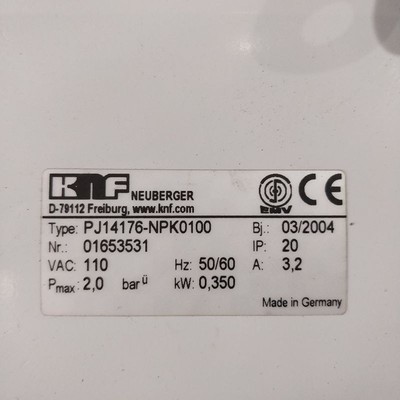 KNF NEUBERGER
D-79112 Freiburg, www.knf.com
EMV
CE
Type: PJ14176-NPK0100 Bj.: 03/2004
Nr.: 01653531 IP: 20
VAC: 110 Hz: 50/60 A: 3,2
Pmax: 2,0 bar ü kW: 0,350
Made in Germany